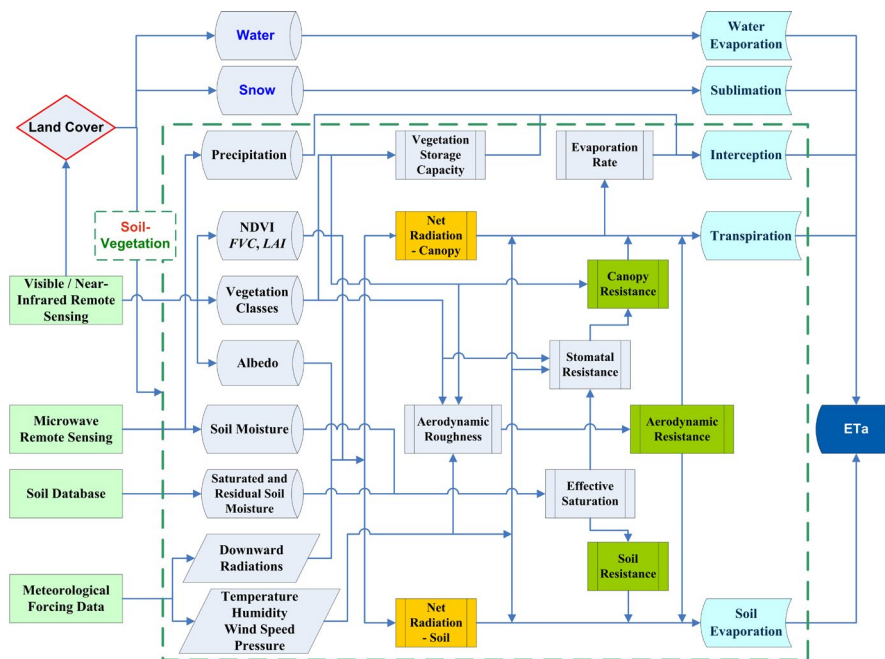 Water
Water
Evaporation
Snow
Sublimation
Land Cover
Precipitation
Vegetation
Storage
Capacity
Evaporation
Rate
Interception
Soil-
Vegetation
NDVI
FVC, LAI
Net
Radiation
- Canopy
Transpiration
Visible / Near-
Infrared Remote
Sensing
Vegetation
Classes
Canopy
Resistance
Albedo
Stomatal
Resistance
Microwave
Remote Sensing
Soil Moisture
Aerodynamic
Roughness
Aerodynamic
Resistance
ETa
Soil Database
Saturated and
Residual Soil
Moisture
Effective
Saturation
Downward
Radiations
Soil
Resistance
Meteorological
Forcing Data
Temperature
Humidity
Wind Speed
Pressure
Net
Radiation
- Soil
Soil
Evaporation